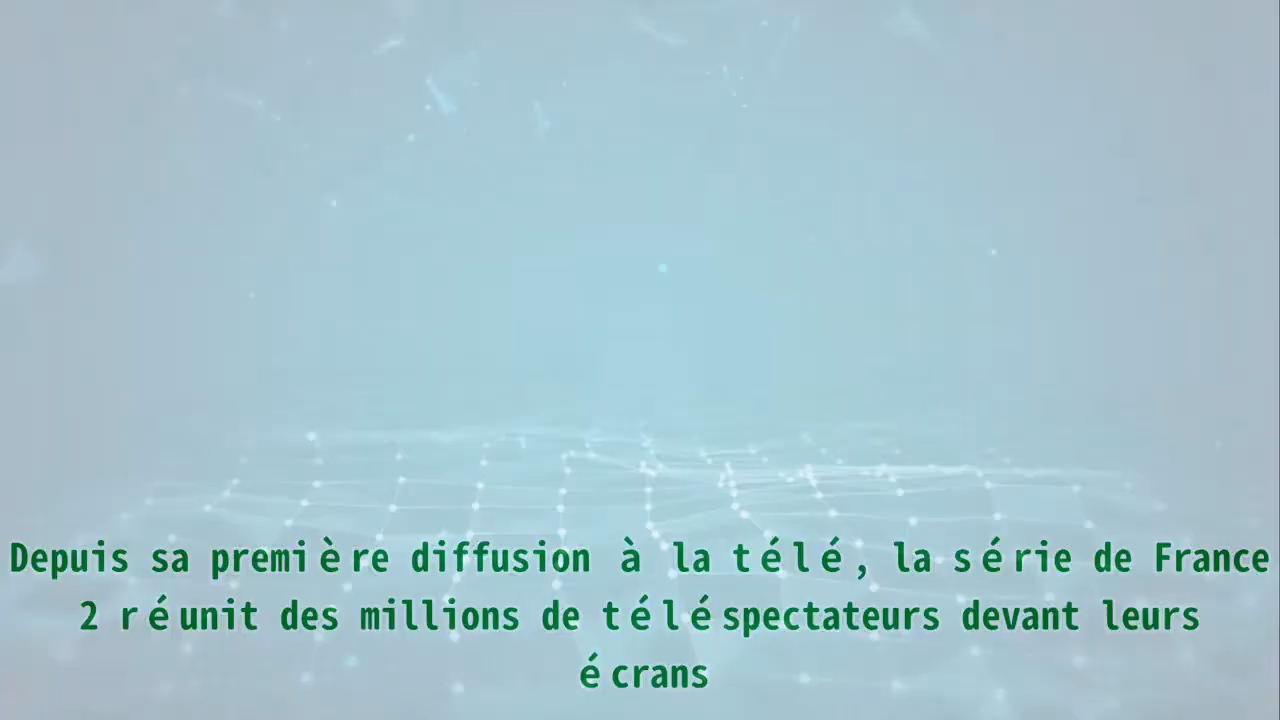 Depuis sa première diffusion à la télé, la série de France
2 réunit des millions de téléspectateurs devant leurs
écrans